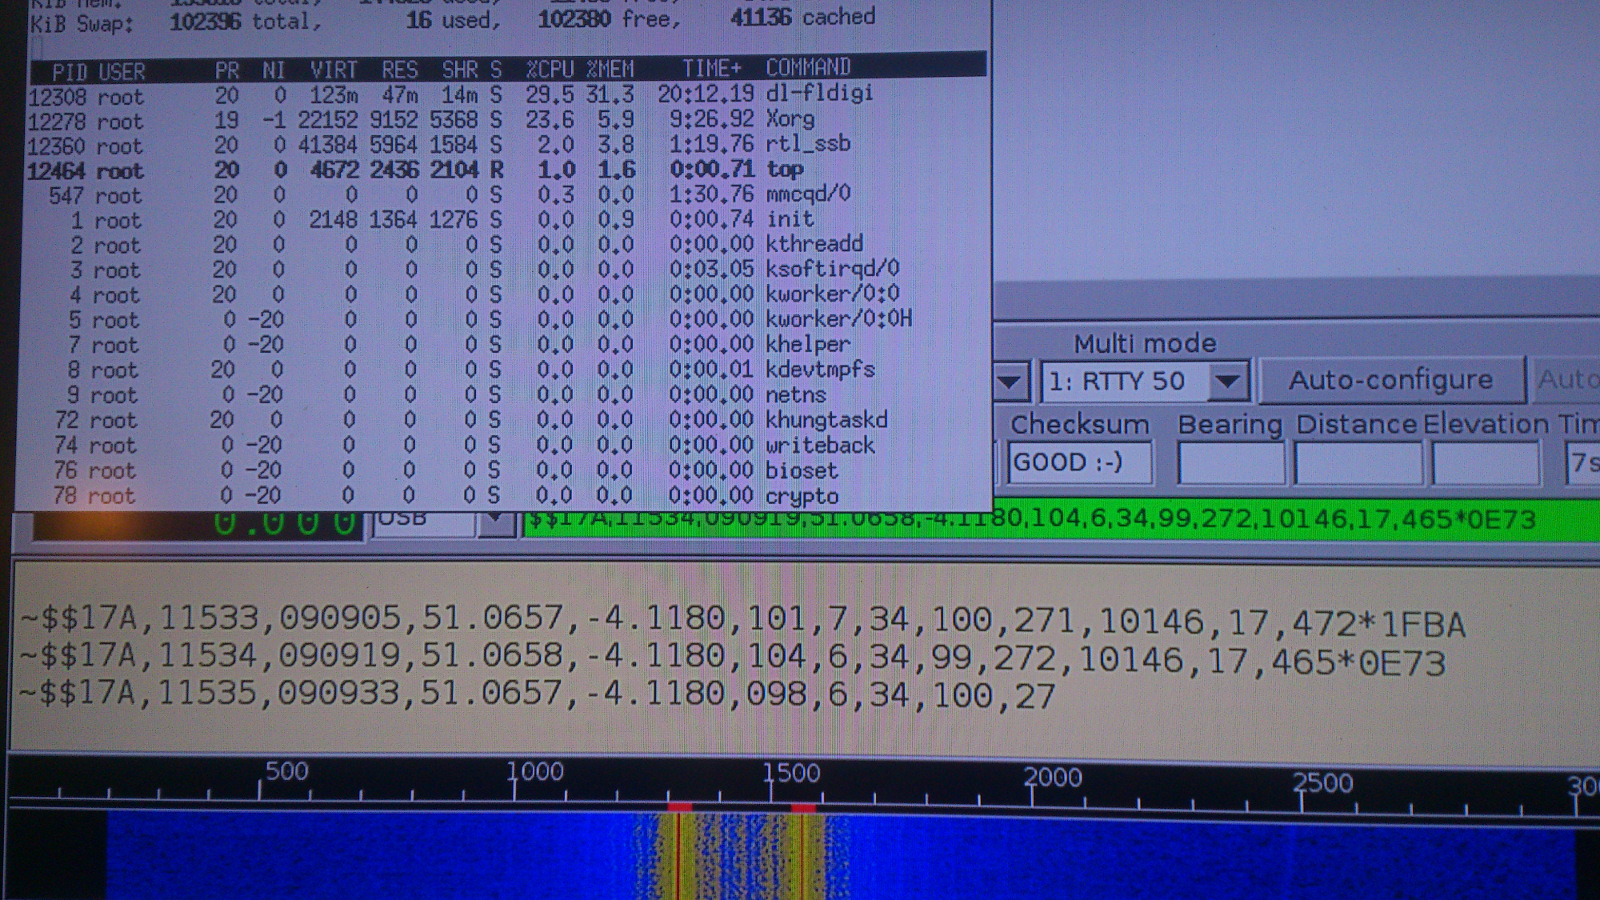 KiB Swap: 102396 total, 16 used, 102380 free, 41136 cached
PID USER PR NI VIRT RES SHR S %CPU %MEM TIME+ COMMAND
12308 root 20 0 123m 47m 14m S 29.5 31.3 20:12.19 dl-fldigi
12278 root 19 -1 22152 9152 5368 S 23.6 5.9 9:26.92 Xorg
12360 root 20 0 41384 5964 1584 S 2.0 3.8 1:19.76 rtl_ssb
12464 root 20 0 4672 2436 2104 R 1.0 1.6 0:00.71 top
547 root 20 0 0 0 0 S 0.3 0.0 1:30.76 mmcqd/0
1 root 20 0 2148 1364 1276 S 0.0 0.9 0:00.74 init
2 root 20 0 0 0 0 S 0.0 0.0 0:00.00 kthreadd
3 root 20 0 0 0 0 S 0.0 0.0 0:03.05 ksoftirqd/0
4 root 20 0 0 0 0 S 0.0 0.0 0:00.00 kworker/0:0
5 root 0 -20 0 0 0 S 0.0 0.0 0:00.00 kworker/0:0H
7 root 0 -20 0 0 0 S 0.0 0.0 0:00.00 khelper
8 root 20 0 0 0 0 S 0.0 0.0 0:00.01 kdevtmpfs
9 root 0 -20 0 0 0 S 0.0 0.0 0:00.00 netns
72 root 20 0 0 0 0 S 0.0 0.0 0:00.00 khungtaskd
74 root 0 -20 0 0 0 S 0.0 0.0 0:00.00 writeback
76 root 0 -20 0 0 0 S 0.0 0.0 0:00.00 bioset
78 root 0 -20 0 0 0 S 0.0 0.0 0:00.00 crypto
Multi mode
1: RTTY 50 Auto-configure Auto
Checksum Bearing Distance Elevation Tim
GOOD :-) 7s
0.000 USB $$17A,11534,090919,51.0658,-4.1180,104,6,34,99,272,10146,17,465*0E73
~$$17A,11533,090905,51.0657,-4.1180,101,7,34,100,271,10146,17,472*1FBA
~$$17A,11534,090919,51.0658,-4.1180,104,6,34,99,272,10146,17,465*0E73
~$$17A,11535,090933,51.0657,-4.1180,098,6,34,100,27
500 1000 1500 2000 2500 300